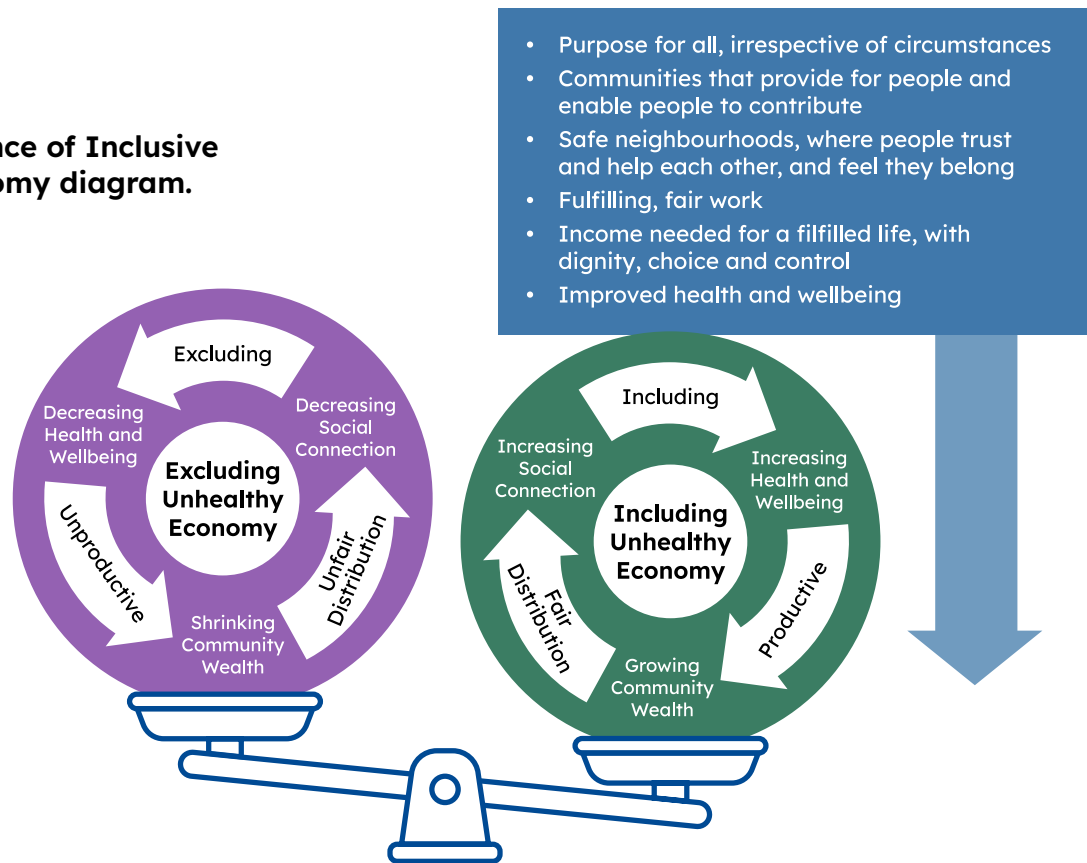 nce of Inclusive
omy diagram.
• Purpose for all, irrespective of circumstances
• Communities that provide for people and
enable people to contribute
• Safe neighbourhoods, where people trust
and help each other, and feel they belong
• Fulfilling, fair work
• Income needed for a filfilled life, with
dignity, choice and control
• Improved health and wellbeing
Excluding
Decreasing
Health and
Wellbeing
Decreasing
Social
Connection
Excluding
Unhealthy
Economy
Unproductive
Unfair
Distribution
Shrinking
Community
Wealth
Including
Increasing
Social
Connection
Increasing
Health and
Wellbeing
Including
Unhealthy
Economy
Fair
Distribution
Productive
Growing
Community
Wealth